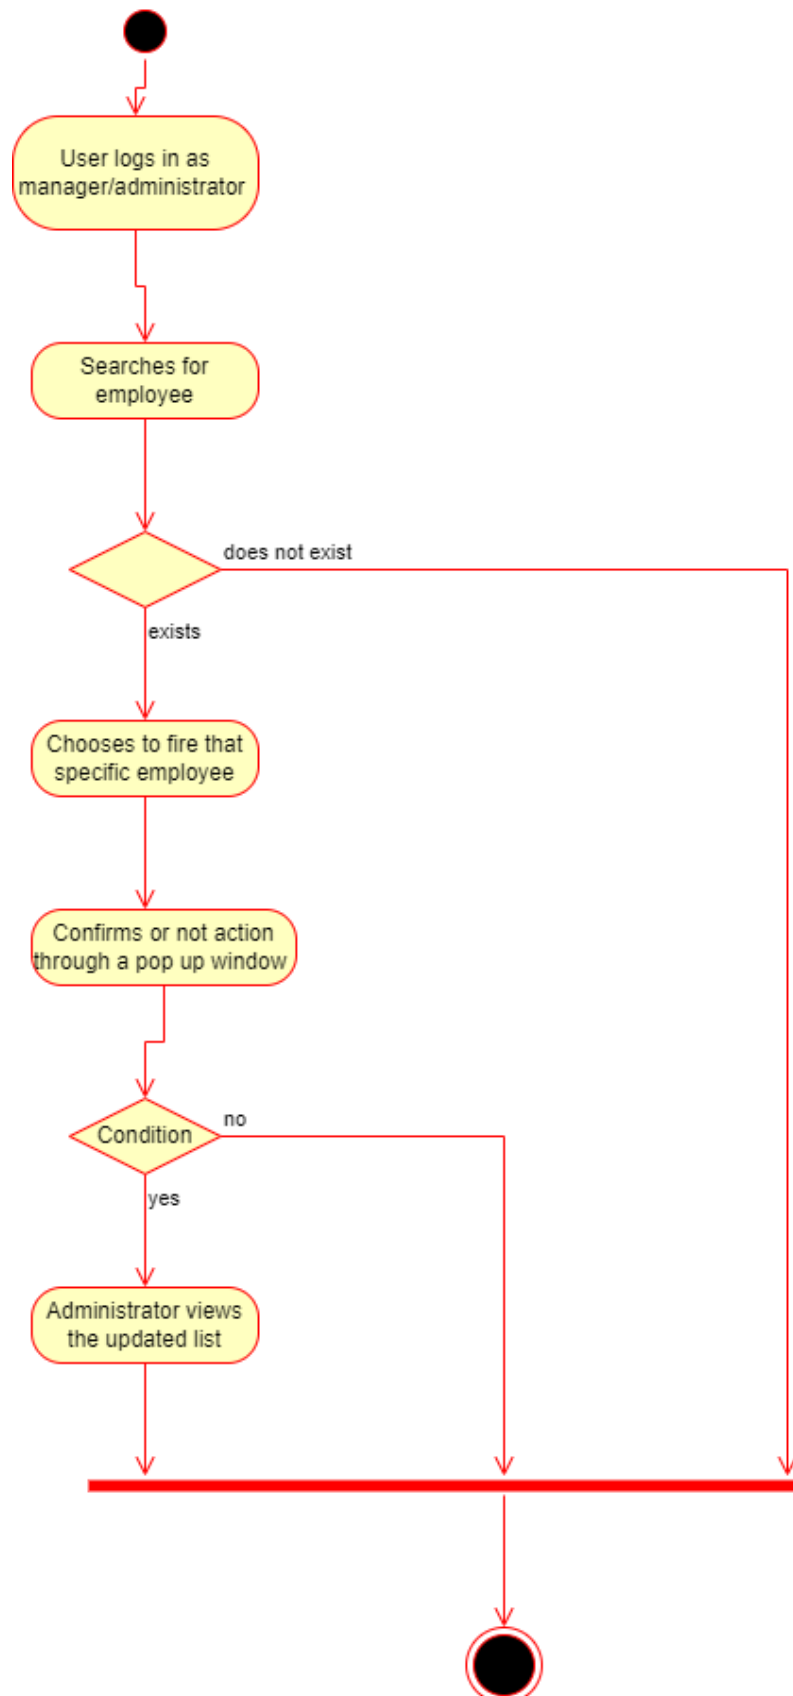 User logs in as
manager/administrator
Searches for
employee
does not exist
exists
Chooses to fire that
specific employee
Confirms or not action
through a pop up window
no
Condition
yes
Administrator views
the updated list